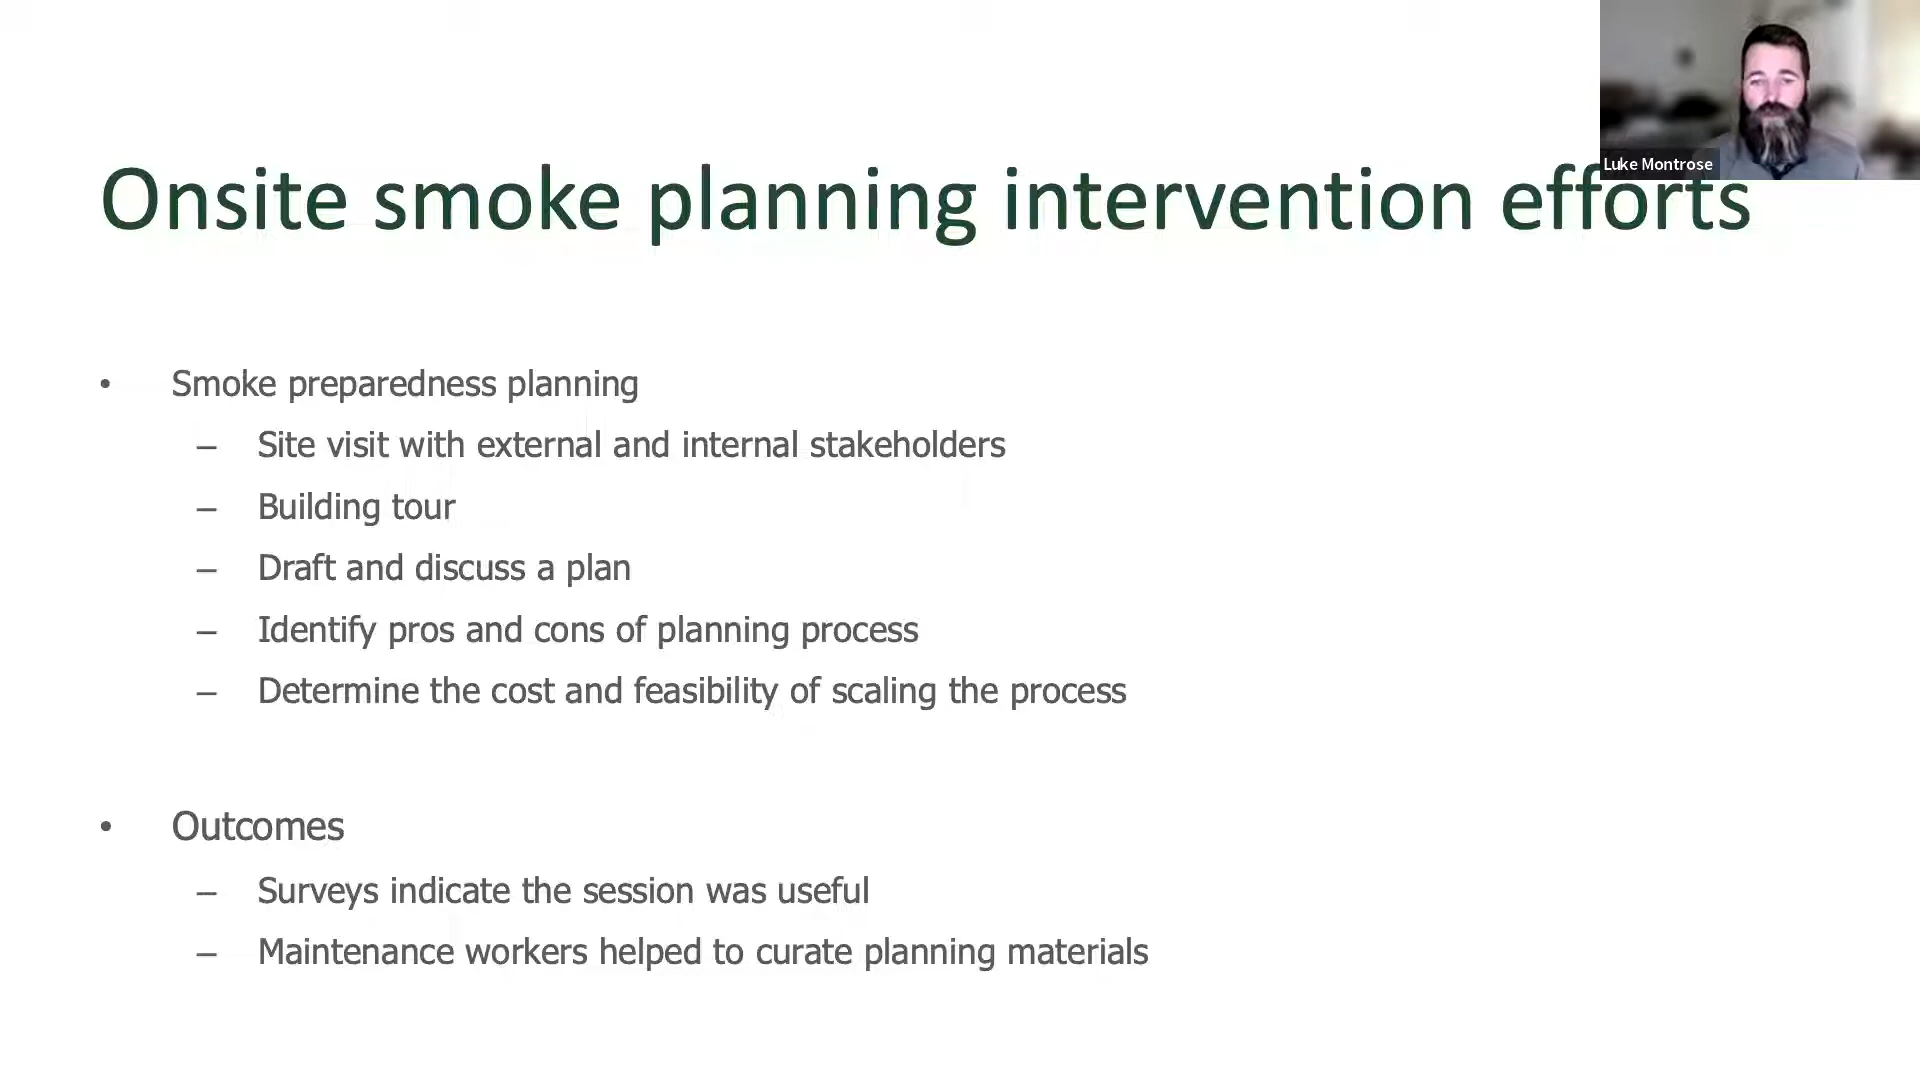 Luke Montrose
Onsite smoke planning intervention efforts
• Smoke preparedness planning
– Site visit with external and internal stakeholders
– Building tour
– Draft and discuss a plan
– Identify pros and cons of planning process
– Determine the cost and feasibility of scaling the process
• Outcomes
– Surveys indicate the session was useful
– Maintenance workers helped to curate planning materials